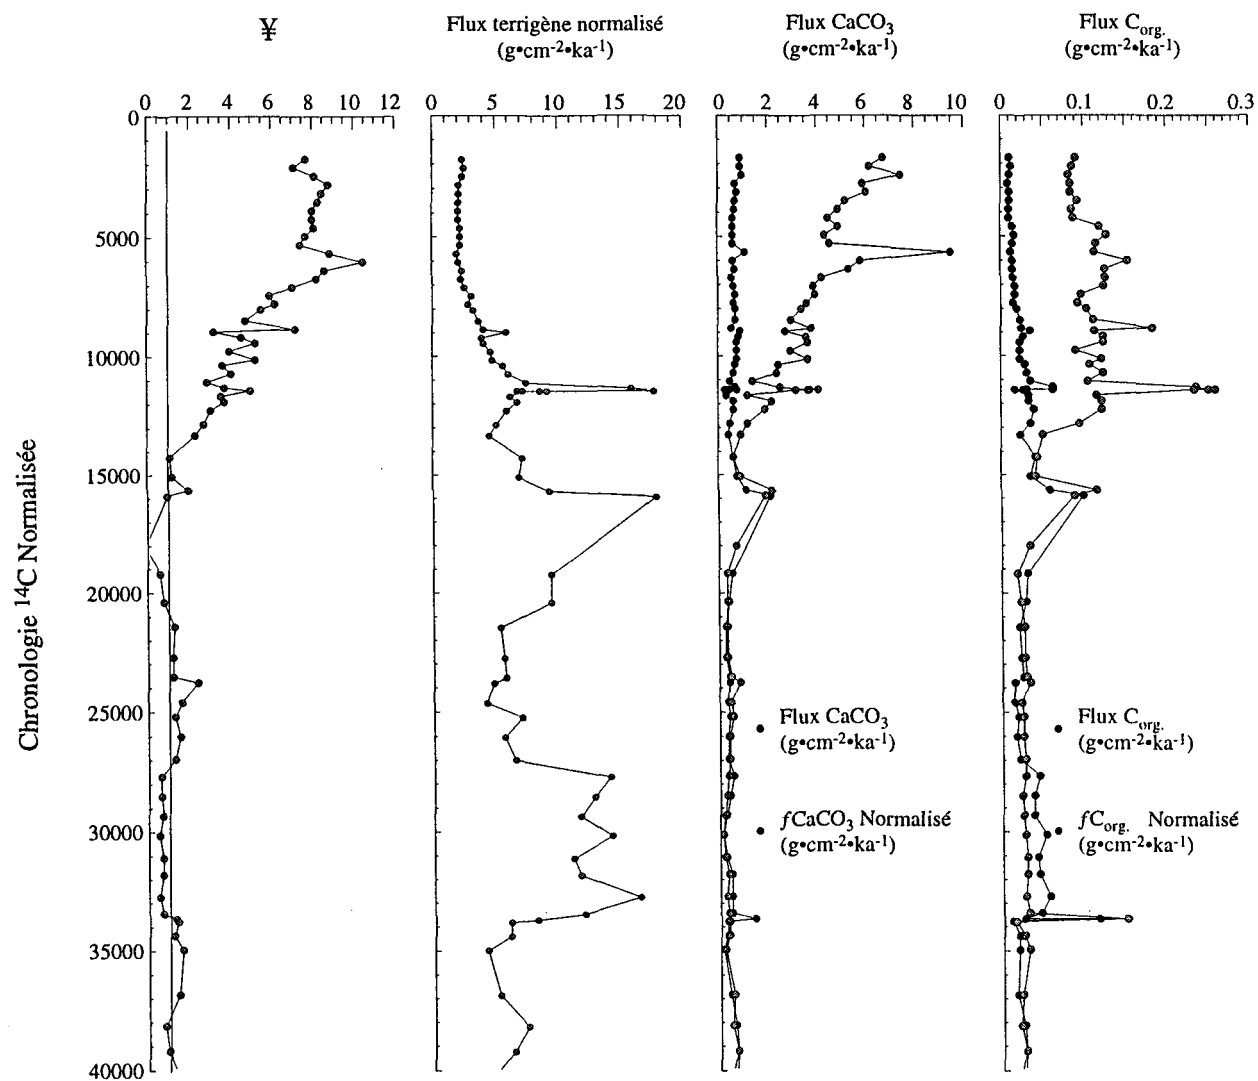 ¥
Flux terrigène normalisé
(g•cm-2•ka-1)
Flux CaCO3
(g•cm-2•ka-1)
Flux Corg.
(g•cm-2•ka-1)
0 2 4 6 8 10 12
0 5 10 15 20
0 2 4 6 8 10
0 0.1 0.2 0.3
Chronologie 14C Normalisée
0
5000
10000
15000
20000
25000
30000
35000
40000
Flux CaCO3
(g•cm-2•ka-1)
fCaCO3 Normalisé
(g•cm-2•ka-1)
Flux Corg.
(g•cm-2•ka-1)
fCorg. Normalisé
(g•cm-2•ka-1)